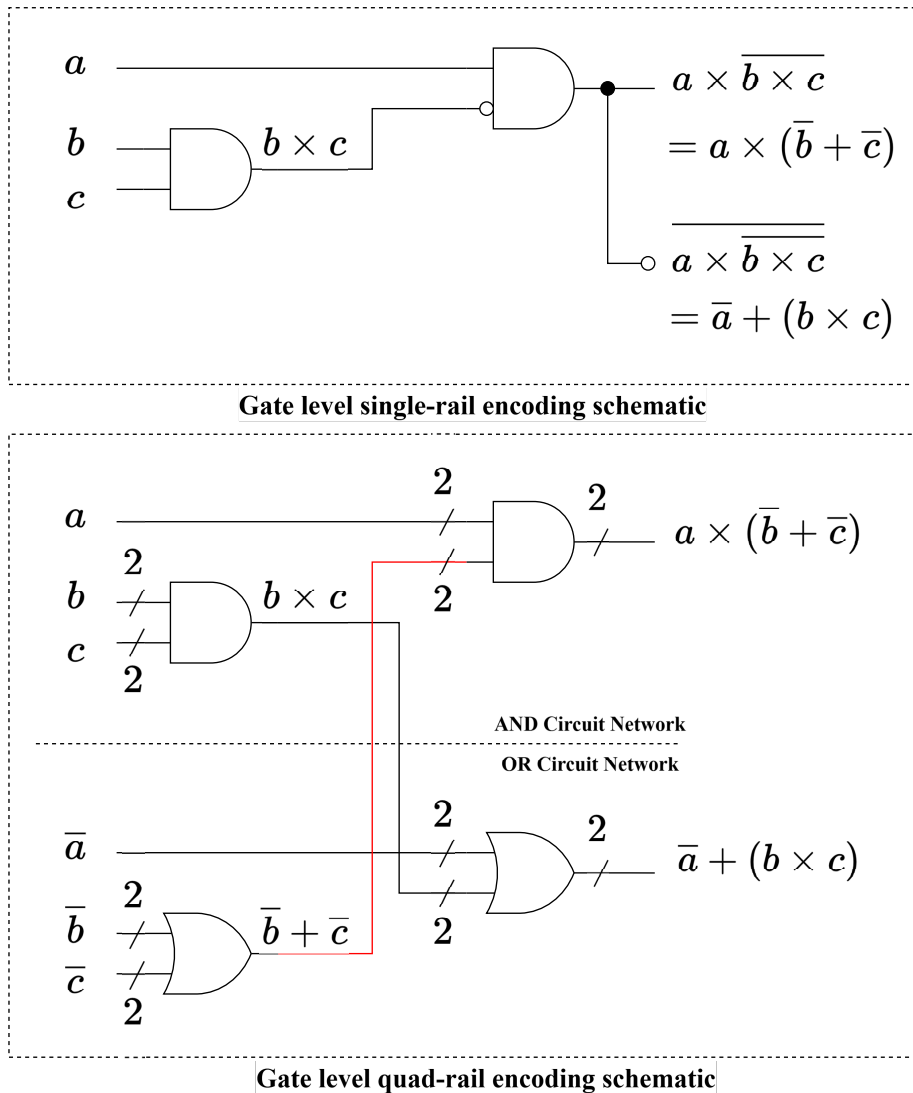 a
b
c
b × c
a × \overline{b × c}
= a × (\overline{b} + \overline{c})
\overline{a × \overline{\overline{b × c}}}
= \overline{a} + (b × c)
Gate level single-rail encoding schematic
2
2
a
a × (\overline{b} + \overline{c})
2
2
b
b × c
c
2
AND Circuit Network
OR Circuit Network
2
2
\overline{a}
\overline{a} + (b × c)
2
2
\overline{b}
\overline{b} + \overline{c}
\overline{c}
2
Gate level quad-rail encoding schematic